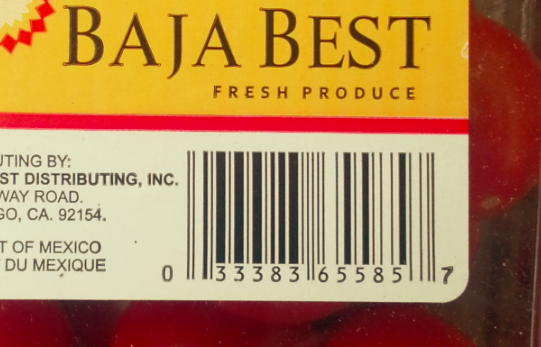 BAJA BEST
FRESH PRODUCE
UTING BY:
ST DISTRIBUTING, INC.
WAY ROAD.
GO, CA. 92154.
T OF MEXICO
DU MEXIQUE
0 33383 65585 7